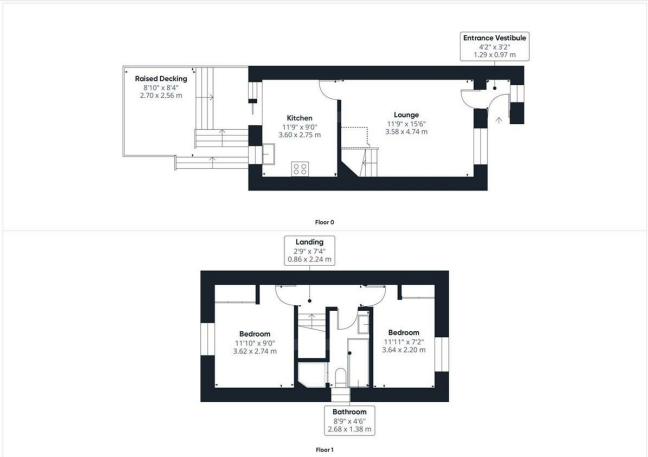 Entrance Vestibule
4'2" x 3'2"
1.29 x 0.97 m
Raised Decking
8'10" x 8'4"
2.70 x 2.56 m
Kitchen
11'9" x 9'0"
3.60 x 2.75 m
Lounge
11'9" x 15'6"
3.58 x 4.74 m
Floor 0
Landing
2'9" x 7'4"
0.86 x 2.24 m
Bedroom
11'10" x 9'0"
3.62 x 2.74 m
Bedroom
11'11" x 7'2"
3.64 x 2.20 m
Bathroom
8'9" x 4'6"
2.68 x 1.38 m
Floor 1